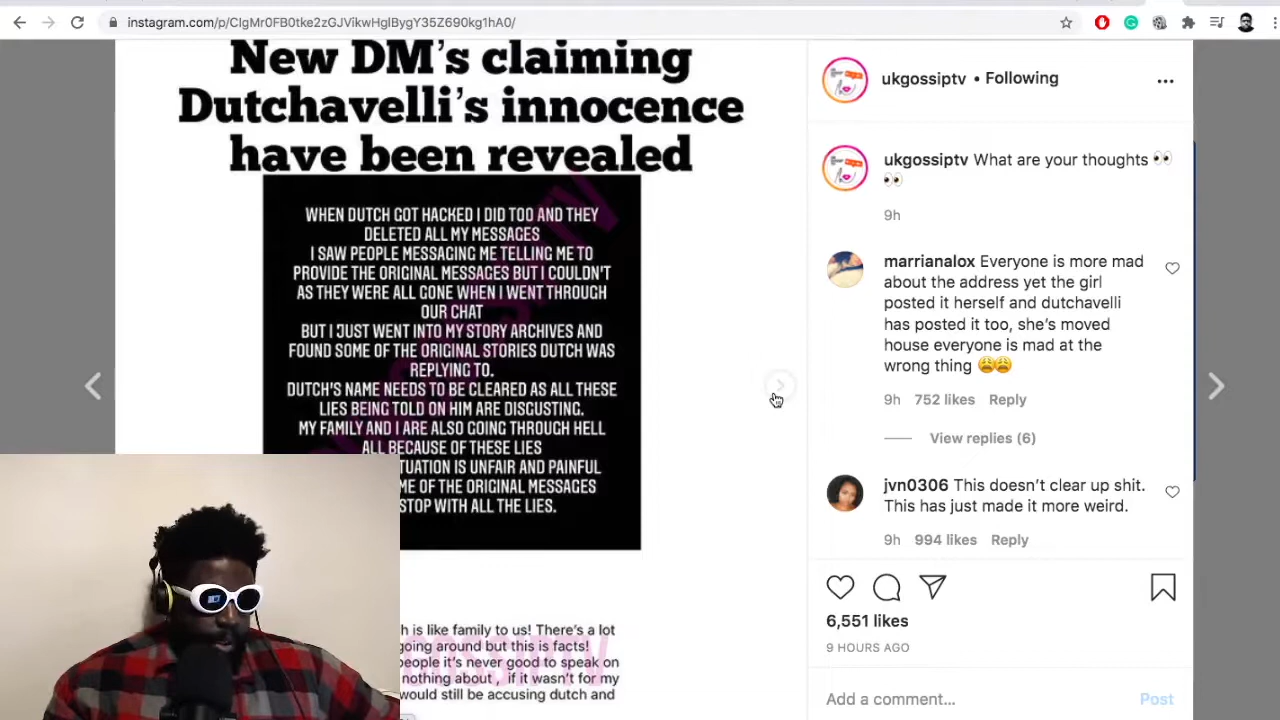 instagram.com/p/CIgMr0FB0tke2zGJVikwHglBygY35Z690kg1hA0/
New DM's claiming
Dutchavelli's innocence
have been revealed
WHEN DUTCH GOT HACKED I DID TOO AND THEY
DELETED ALL MY MESSAGES
I SAW PEOPLE MESSAGING ME TELLING ME TO
PROVIDE THE ORIGINAL MESSAGES BUT I COULDN'T
AS THEY WERE ALL GONE WHEN I WENT THROUGH
OUR CHAT
BUT I JUST WENT INTO MY STORY ARCHIVES AND
FOUND SOME OF THE ORIGINAL STORIES DUTCH WAS
REPLYING TO.
DUTCH'S NAME NEEDS TO BE CLEARED AS ALL THESE
LIES BEING TOLD ON HIM ARE DISGUSTING.
MY FAMILY AND I ARE ALSO GOING THROUGH HELL
ALL BECAUSE OF THESE LIES
TUATION IS UNFAIR AND PAINFUL
ME OF THE ORIGINAL MESSAGES
STOP WITH ALL THE LIES.
h is like family to us! There's a lot
going around but this is facts!
people it's never good to speak on
nothing about , if it wasn't for my
would still be accusing dutch and
ukgossiptv • Following
ukgossiptv What are your thoughts 👀
👀
9h
marrianalox Everyone is more mad
about the address yet the girl
posted it herself and dutchavelli
has posted it too, she's moved
house everyone is mad at the
wrong thing 😩😩
9h 752 likes Reply
View replies (6)
jvn0306 This doesn't clear up shit.
This has just made it more weird.
9h 994 likes Reply
6,551 likes
9 HOURS AGO
Add a comment... Post